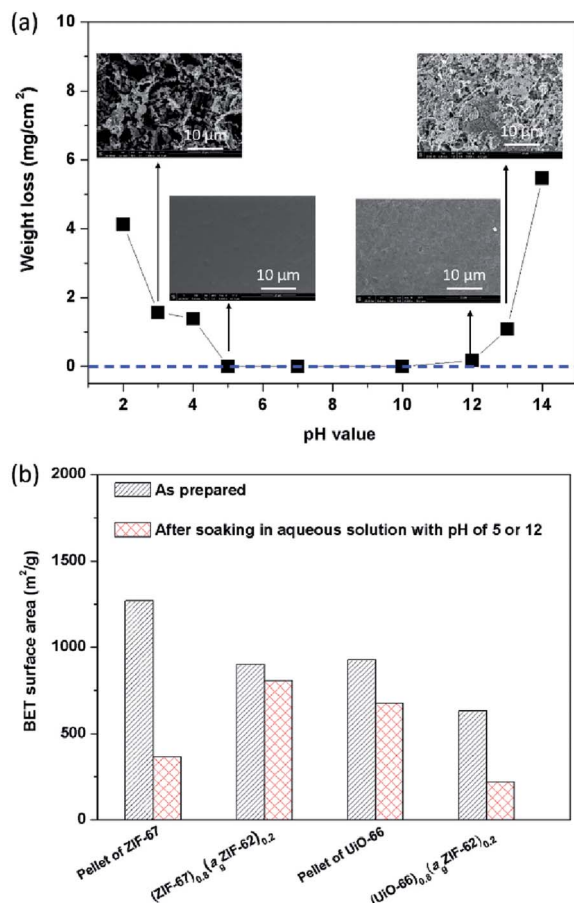 (a)
10
8
6
4
2
0
Weight loss (mg/cm²)
10 μm
10 μm
10 μm
10 μm
2 4 6 8 10 12 14
pH value
(b)
2000
1500
1000
500
0
BET surface area (m²/g)
As prepared
After soaking in aqueous solution with pH of 5 or 12
Pellet of ZIF-67
(ZIF-67)₀.₈(agZIF-62)₀.₂
Pellet of UiO-66
(UiO-66)₀.₈(agZIF-62)₀.₂